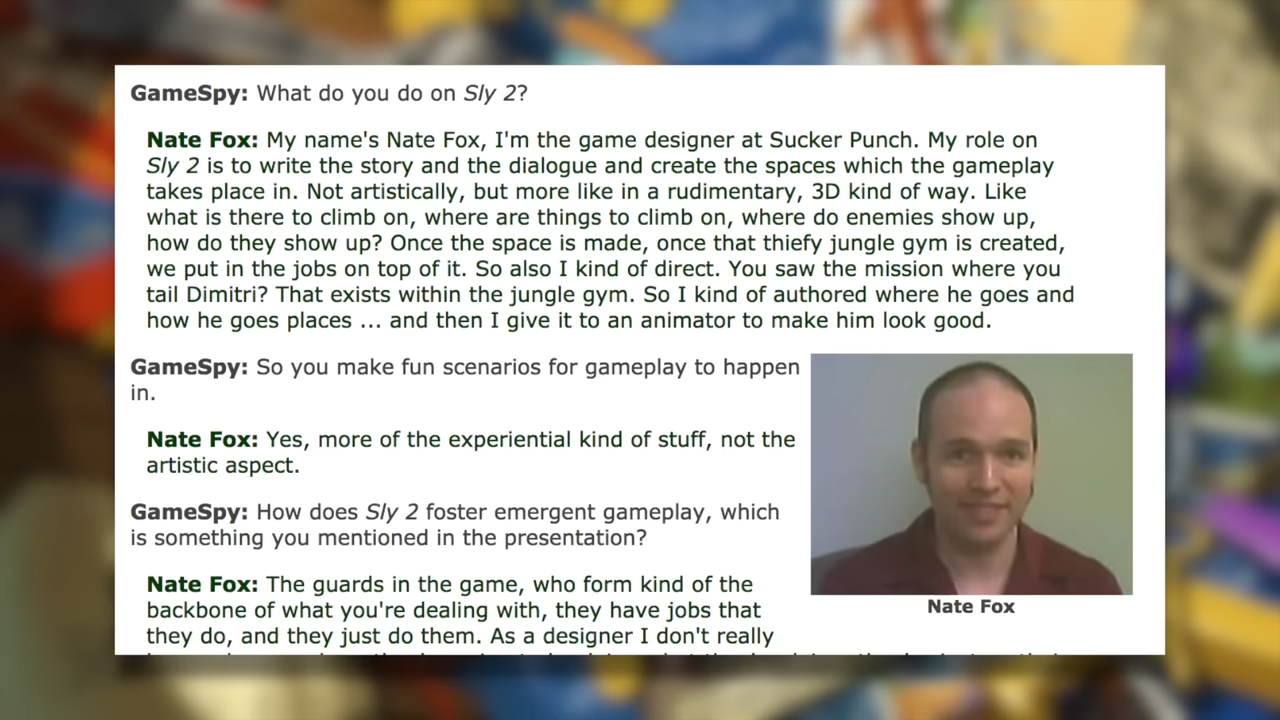 GameSpy: What do you do on Sly 2?
Nate Fox: My name's Nate Fox, I'm the game designer at Sucker Punch. My role on
Sly 2 is to write the story and the dialogue and create the spaces which the gameplay
takes place in. Not artistically, but more like in a rudimentary, 3D kind of way. Like
what is there to climb on, where are things to climb on, where do enemies show up,
how do they show up? Once the space is made, once that thiefy jungle gym is created,
we put in the jobs on top of it. So also I kind of direct. You saw the mission where you
tail Dimitri? That exists within the jungle gym. So I kind of authored where he goes and
how he goes places ... and then I give it to an animator to make him look good.
GameSpy: So you make fun scenarios for gameplay to happen
in.
Nate Fox: Yes, more of the experiential kind of stuff, not the
artistic aspect.
GameSpy: How does Sly 2 foster emergent gameplay, which
is something you mentioned in the presentation?
Nate Fox: The guards in the game, who form kind of the
backbone of what you're dealing with, they have jobs that
they do, and they just do them. As a designer I don't really
Nate Fox